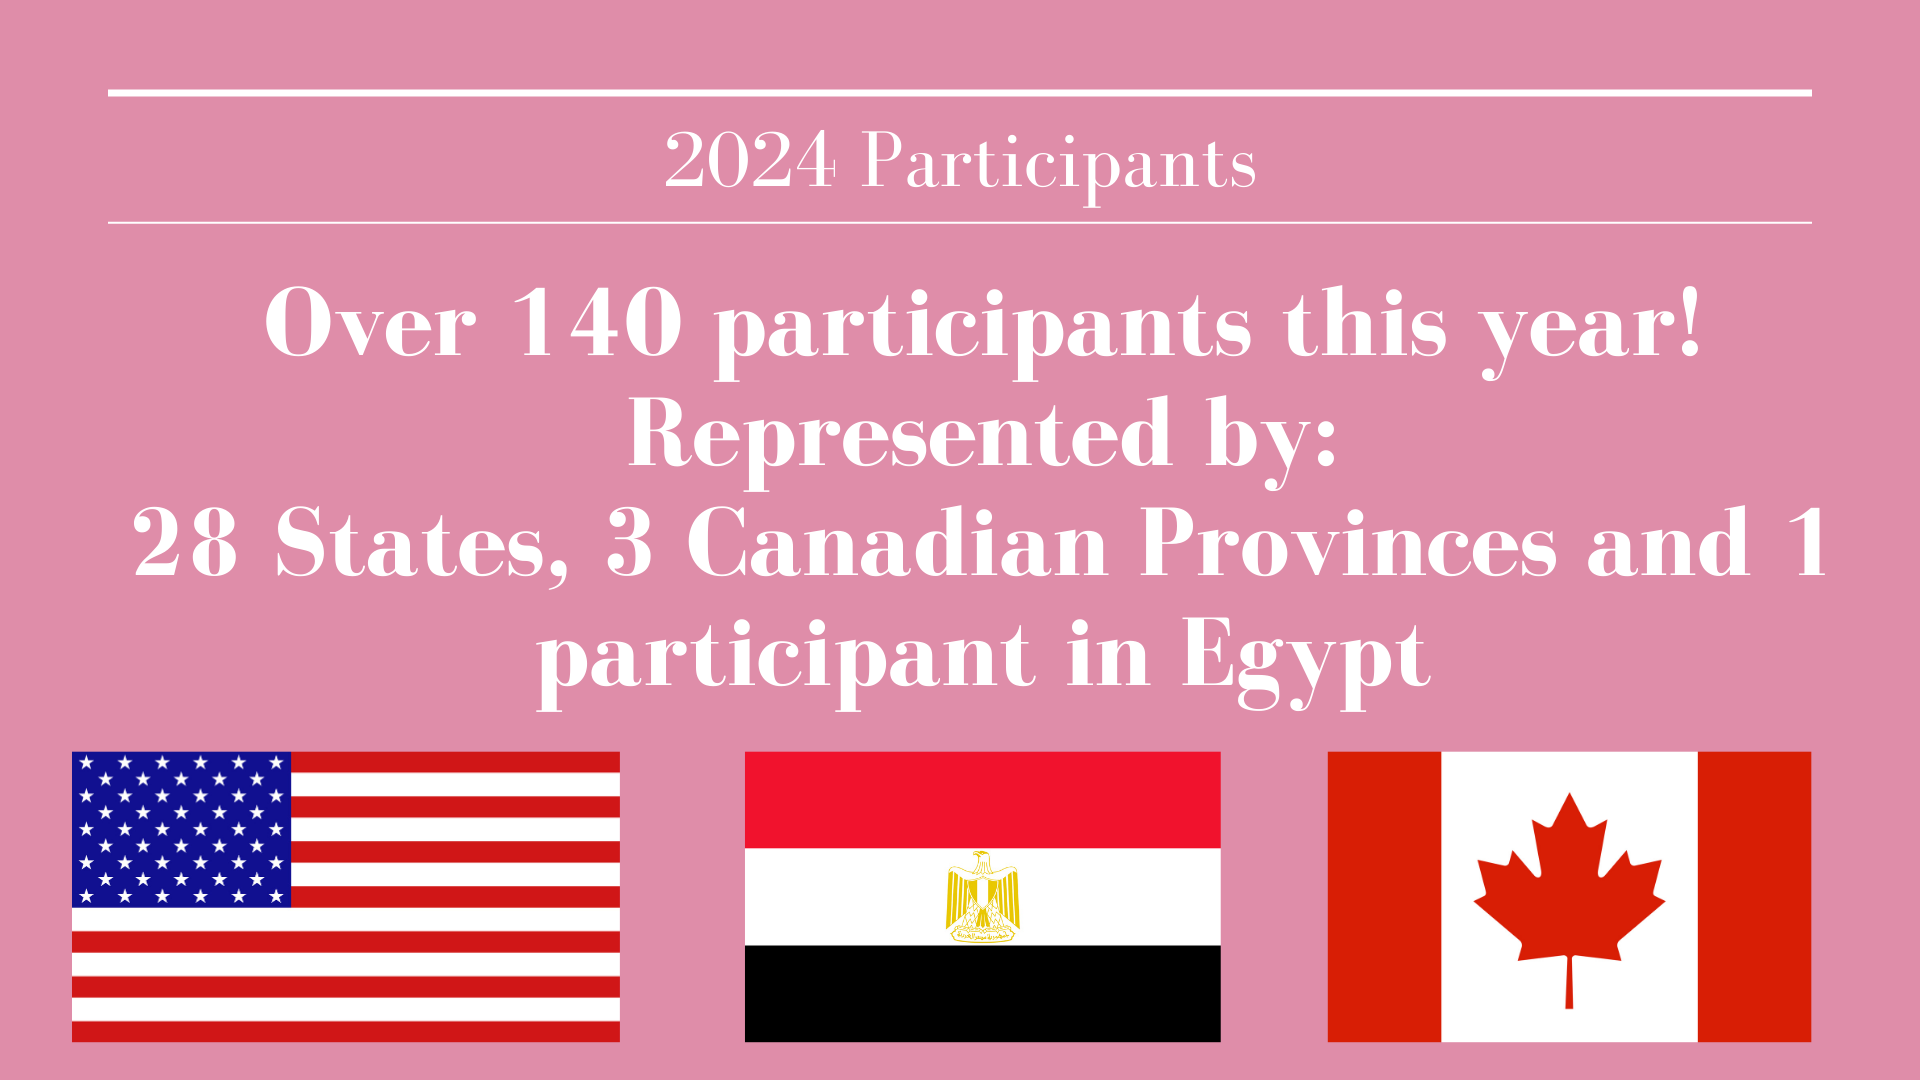 2024 Participants
Over 140 participants this year!
Represented by:
28 States, 3 Canadian Provinces and 1
participant in Egypt